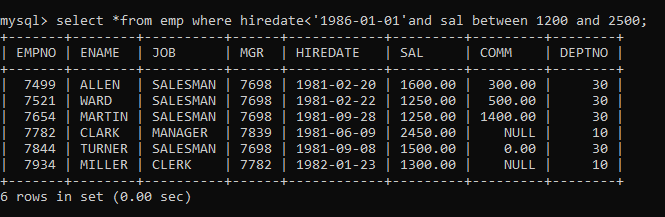 mysql> select *from emp where hiredate<'1986-01-01'and sal between 1200 and 2500;
+-------+--------+----------+------+------------+---------+---------+--------+
| EMPNO | ENAME  | JOB      | MGR  | HIREDATE   | SAL     | COMM    | DEPTNO |
+-------+--------+----------+------+------------+---------+---------+--------+
|  7499 | ALLEN  | SALESMAN | 7698 | 1981-02-20 | 1600.00 |  300.00 |     30 |
|  7521 | WARD   | SALESMAN | 7698 | 1981-02-22 | 1250.00 |  500.00 |     30 |
|  7654 | MARTIN | SALESMAN | 7698 | 1981-09-28 | 1250.00 | 1400.00 |     30 |
|  7782 | CLARK  | MANAGER  | 7839 | 1981-06-09 | 2450.00 |    NULL |     10 |
|  7844 | TURNER | SALESMAN | 7698 | 1981-09-08 | 1500.00 |    0.00 |     30 |
|  7934 | MILLER | CLERK    | 7782 | 1982-01-23 | 1300.00 |    NULL |     10 |
+-------+--------+----------+------+------------+---------+---------+--------+
6 rows in set (0.00 sec)